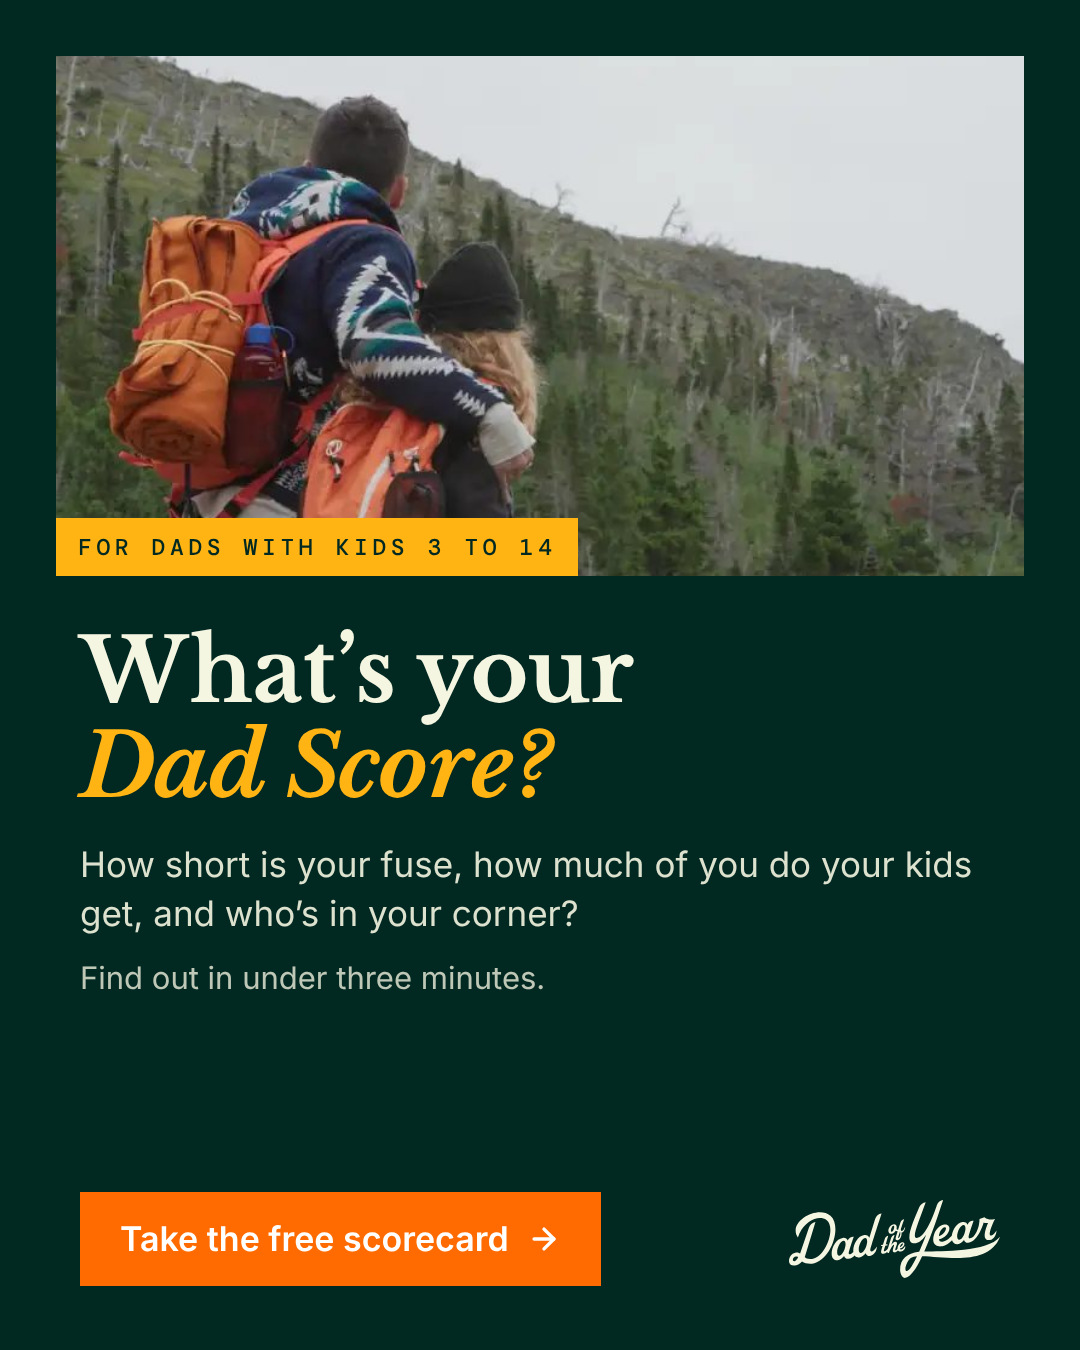 FOR DADS WITH KIDS 3 TO 14
What’s your
Dad Score?
How short is your fuse, how much of you do your kids
get, and who’s in your corner?
Find out in under three minutes.
Take the free scorecard →
Dad of the Year